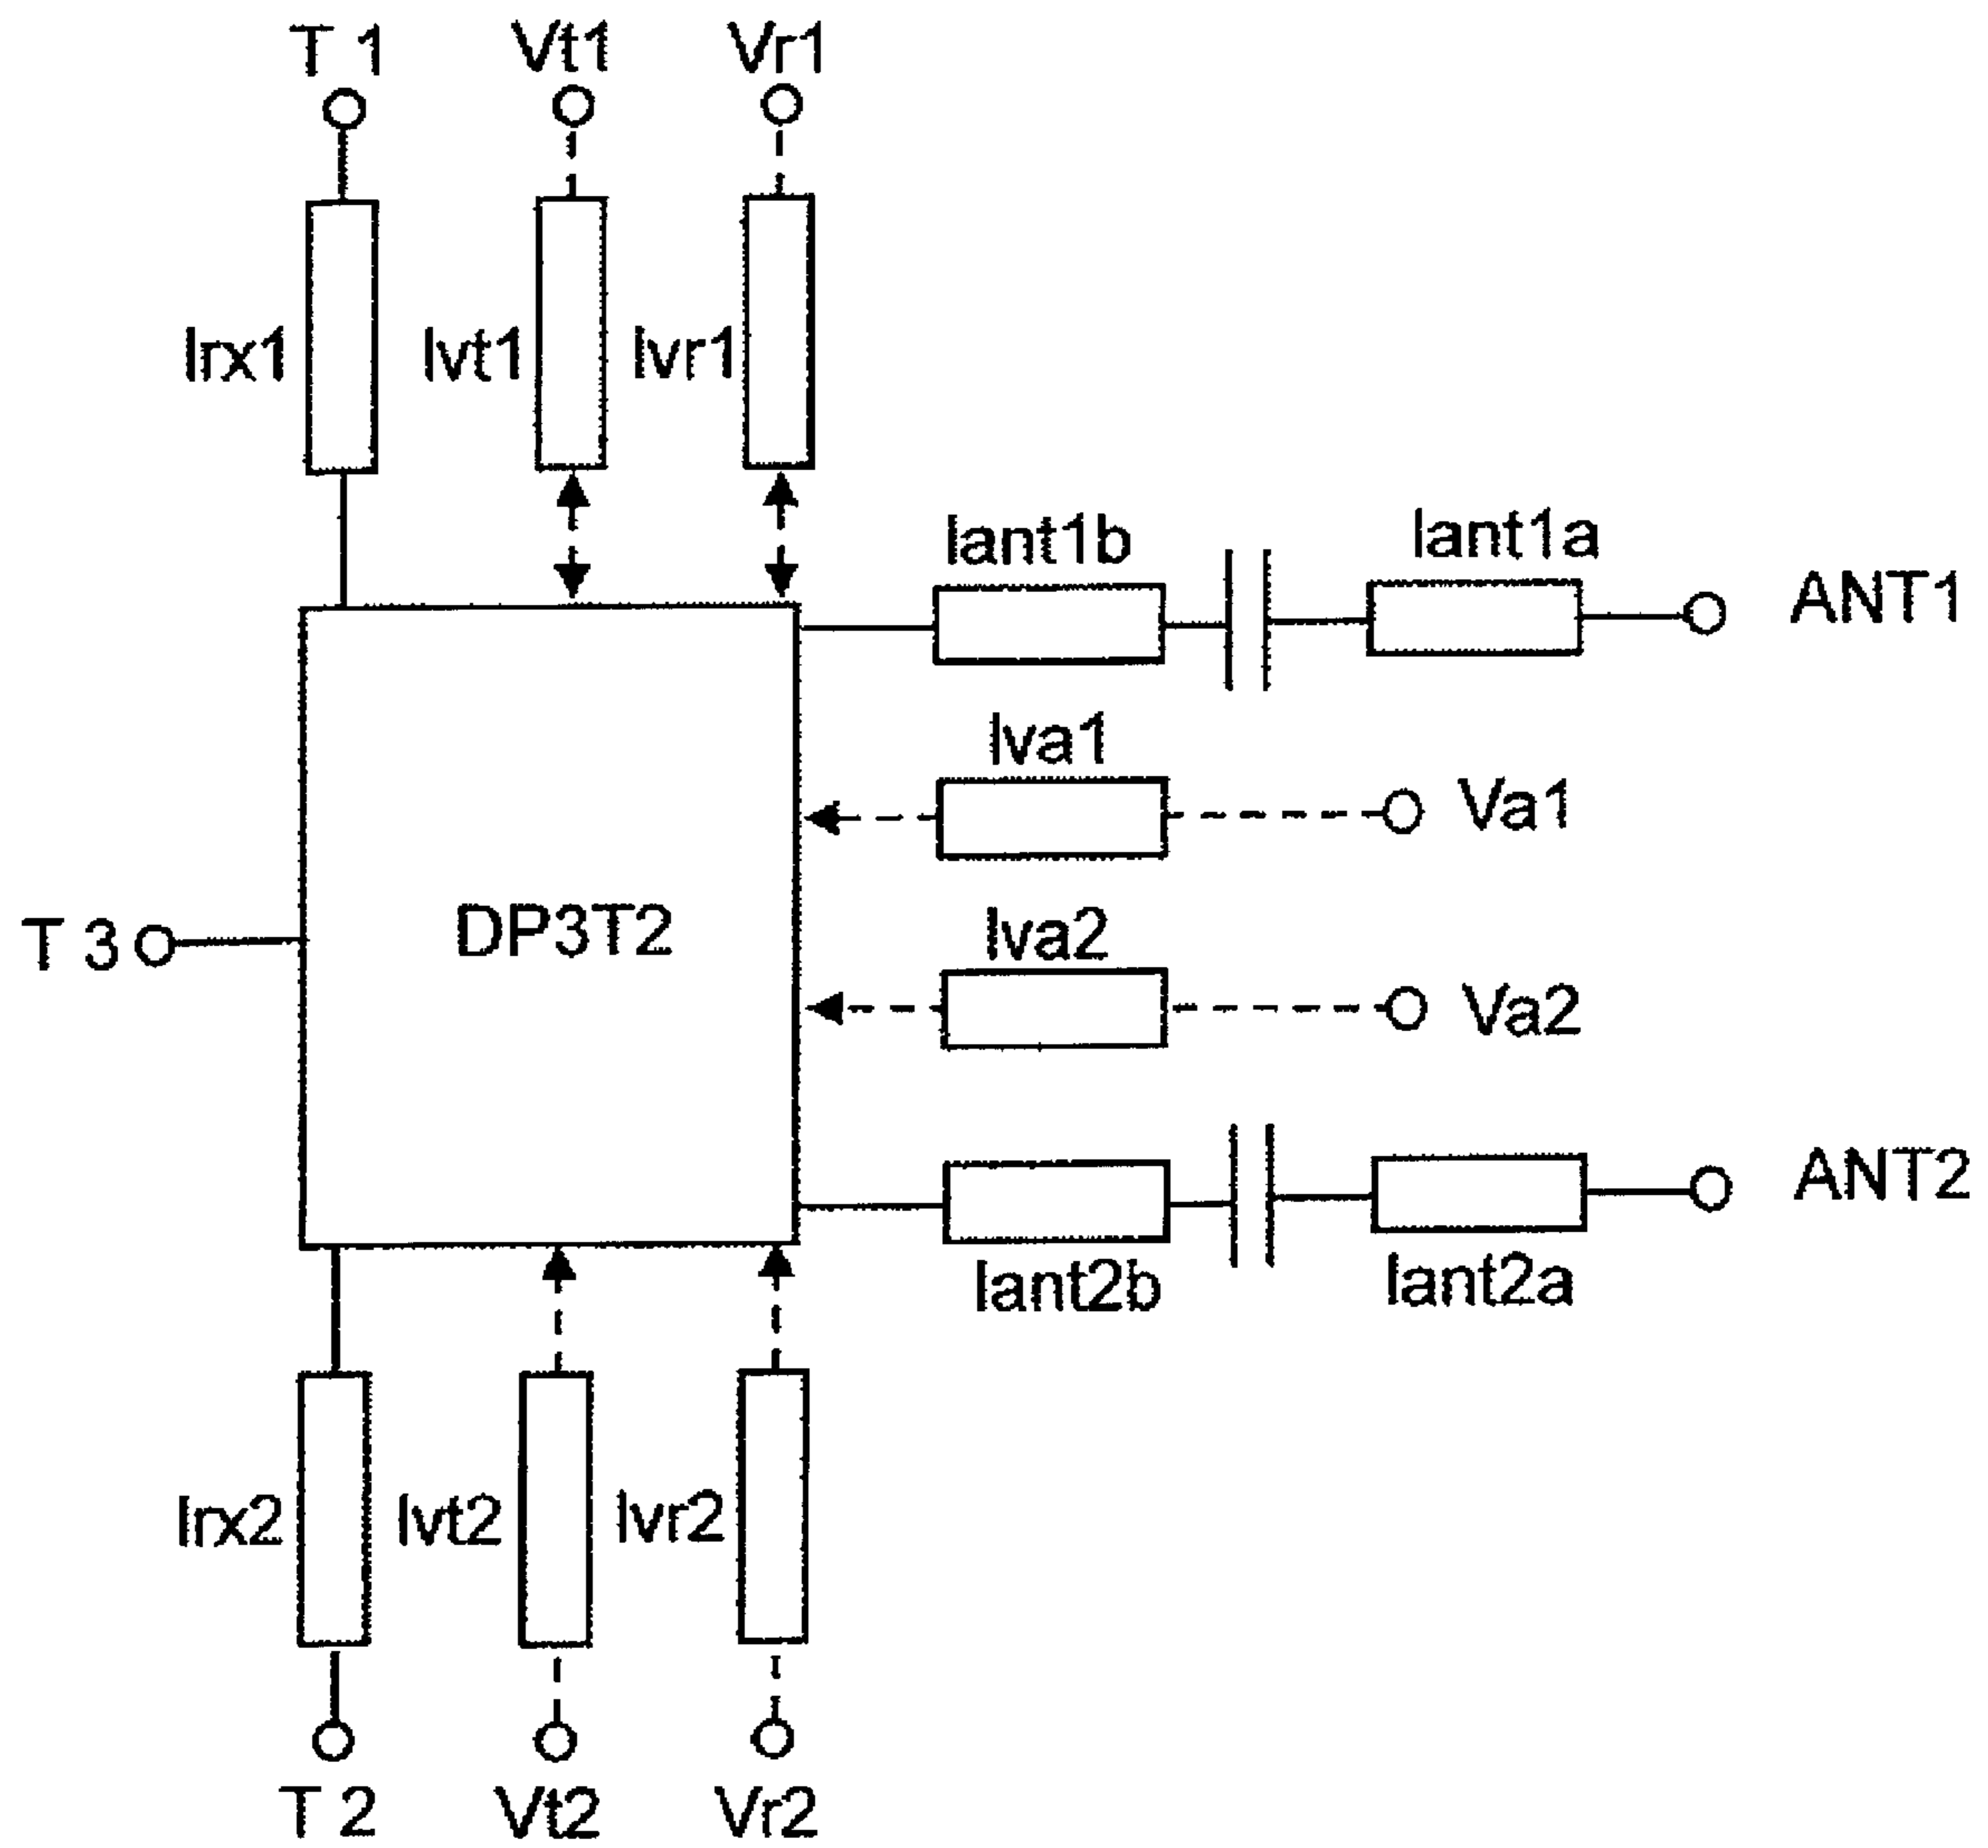 T 1 Vt1 Vr1
lrx1 lvt1 lvr1
lant1b lant1a ANT1
lva1 Va1
T 3 DP3T2 lva2
Va2
ANT2
lant2b lant2a
lrx2 lvt2 lvr2
T 2 Vt2 Vr2